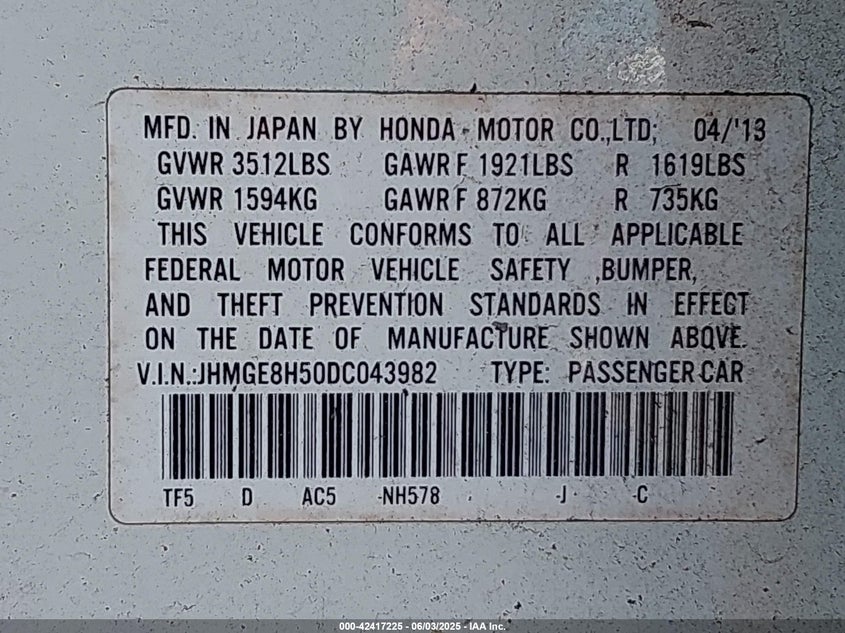 MFD. IN JAPAN BY HONDA MOTOR CO.,LTD; 04/'13
GVWR 3512LBS GAWR F 1921LBS R 1619LBS
GVWR 1594KG GAWR F 872KG R 735KG
THIS VEHICLE CONFORMS TO ALL APPLICABLE
FEDERAL MOTOR VEHICLE SAFETY ,BUMPER,
AND THEFT PREVENTION STANDARDS IN EFFECT
ON THE DATE OF MANUFACTURE SHOWN ABOVE.
V.I.N.:JHMGE8H50DC043982 TYPE: PASSENGER CAR
TF5 D AC5 -NH578 -J -C
000-42417225 - 06/03/2025 - IAA Inc.